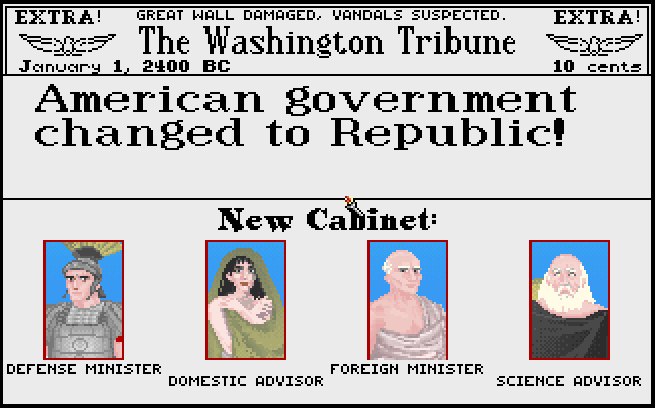 EXTRA! GREAT WALL DAMAGED, VANDALS SUSPECTED. EXTRA!
The Washington Tribune
January 1, 2400 BC 10 cents
American government
changed to Republic!
New Cabinet:
DEFENSE MINISTER FOREIGN MINISTER
DOMESTIC ADVISOR SCIENCE ADVISOR